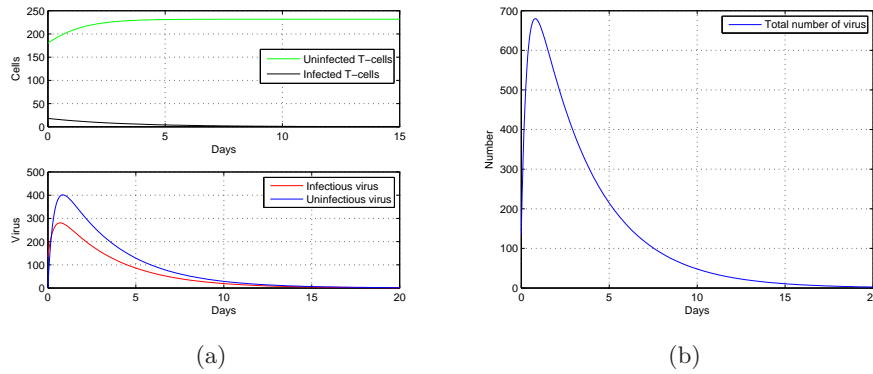 250
200
150
100
50
0
Cells
Uninfected T-cells
Infected T-cells
0 5 10 15
Days
500
400
300
200
100
0
Virus
Infectious virus
Uninfectious virus
0 5 10 15 20
Days
(a)
700
600
500
400
300
200
100
0
Number
Total number of virus
0 5 10 15
Days
(b)